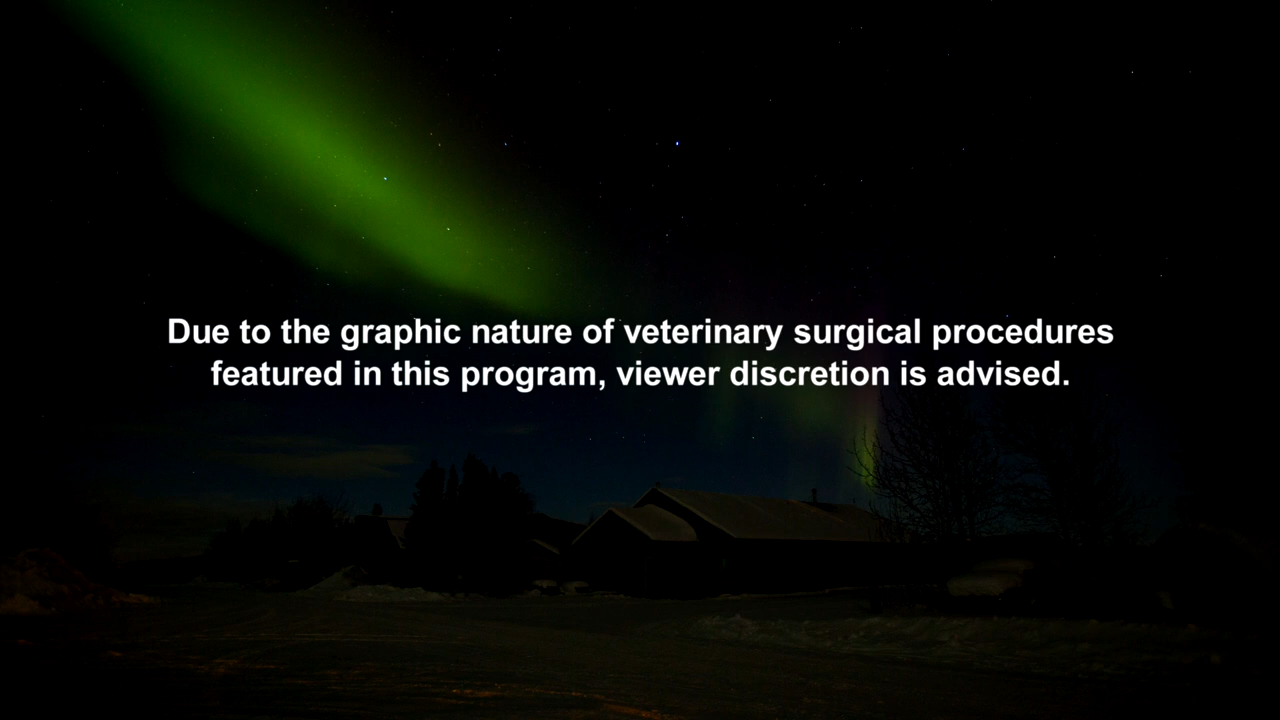 Due to the graphic nature of veterinary surgical procedures
featured in this program, viewer discretion is advised.